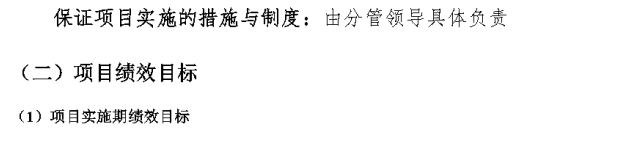 保证项目实施的措施与制度：由分管领导具体负责
（二）项目绩效目标
（1）项目实施期绩效目标